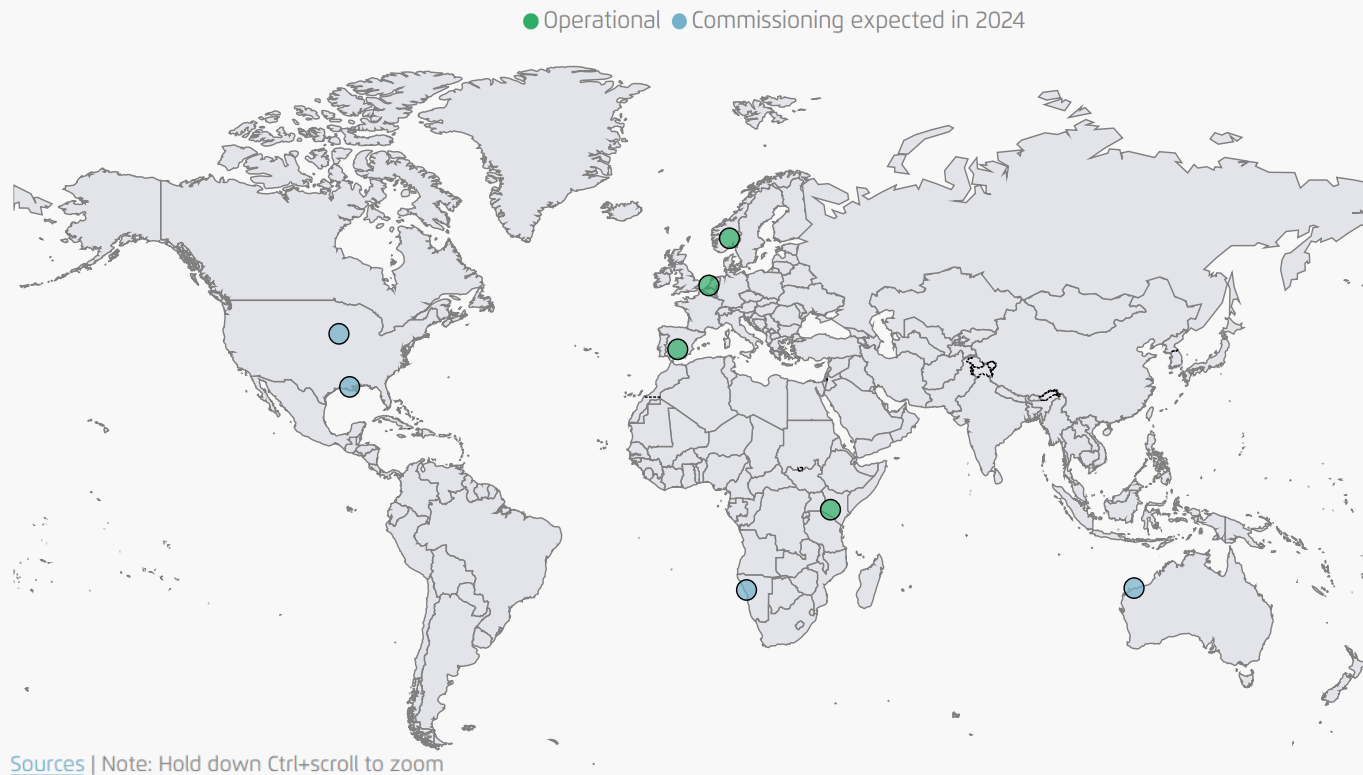 Operational Commissioning expected in 2024
Sources | Note: Hold down Ctrl+scroll to zoom